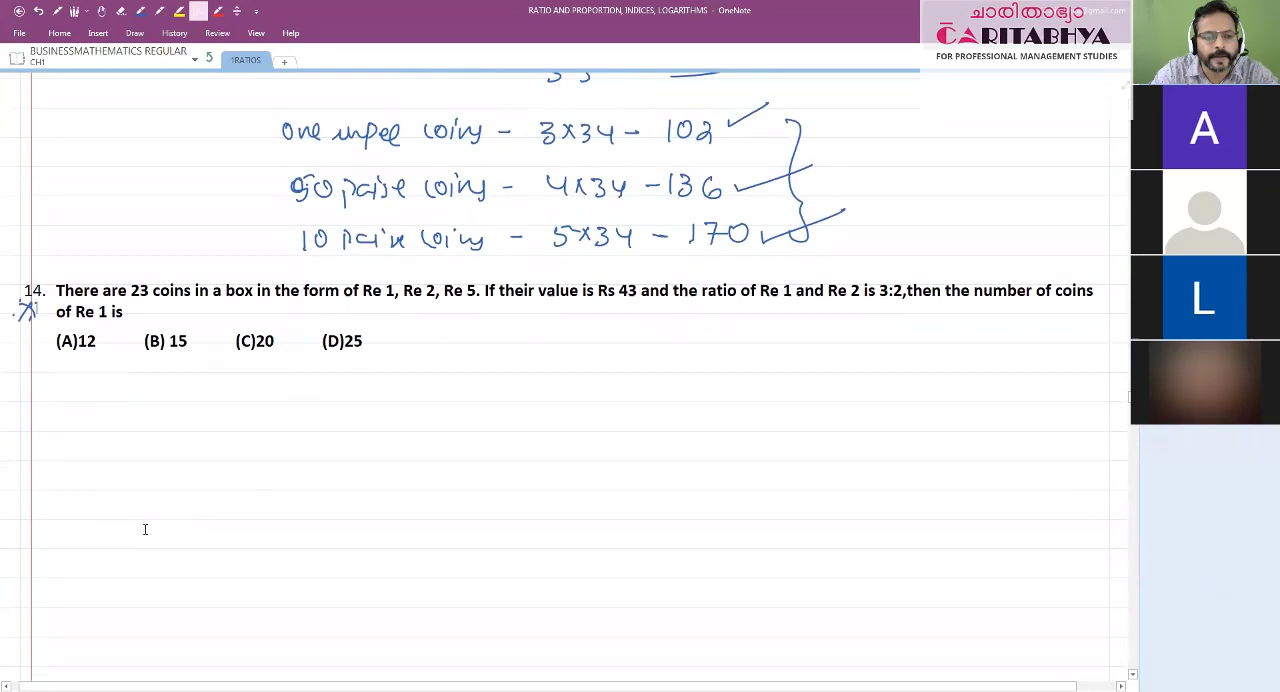 RATIO AND PROPORTION, INDICES, LOGARITHMS - OneNote
File Home Insert Draw History Review View Help
BUSINESSMATHEMATICS REGULAR
CH1
5
1RATIOS
ചാരിതാഭ്യാ
@gmail.com
CARITABHYA
FOR PROFESSIONAL MANAGEMENT STUDIES
One rupee coins - 3x34 - 102
50 paise coins - 4x34 - 136
10 paise coins - 5x34 - 170
14. There are 23 coins in a box in the form of Re 1, Re 2, Re 5. If their value is Rs 43 and the ratio of Re 1 and Re 2 is 3:2,then the number of coins
of Re 1 is
(A)12 (B) 15 (C)20 (D)25
A
L